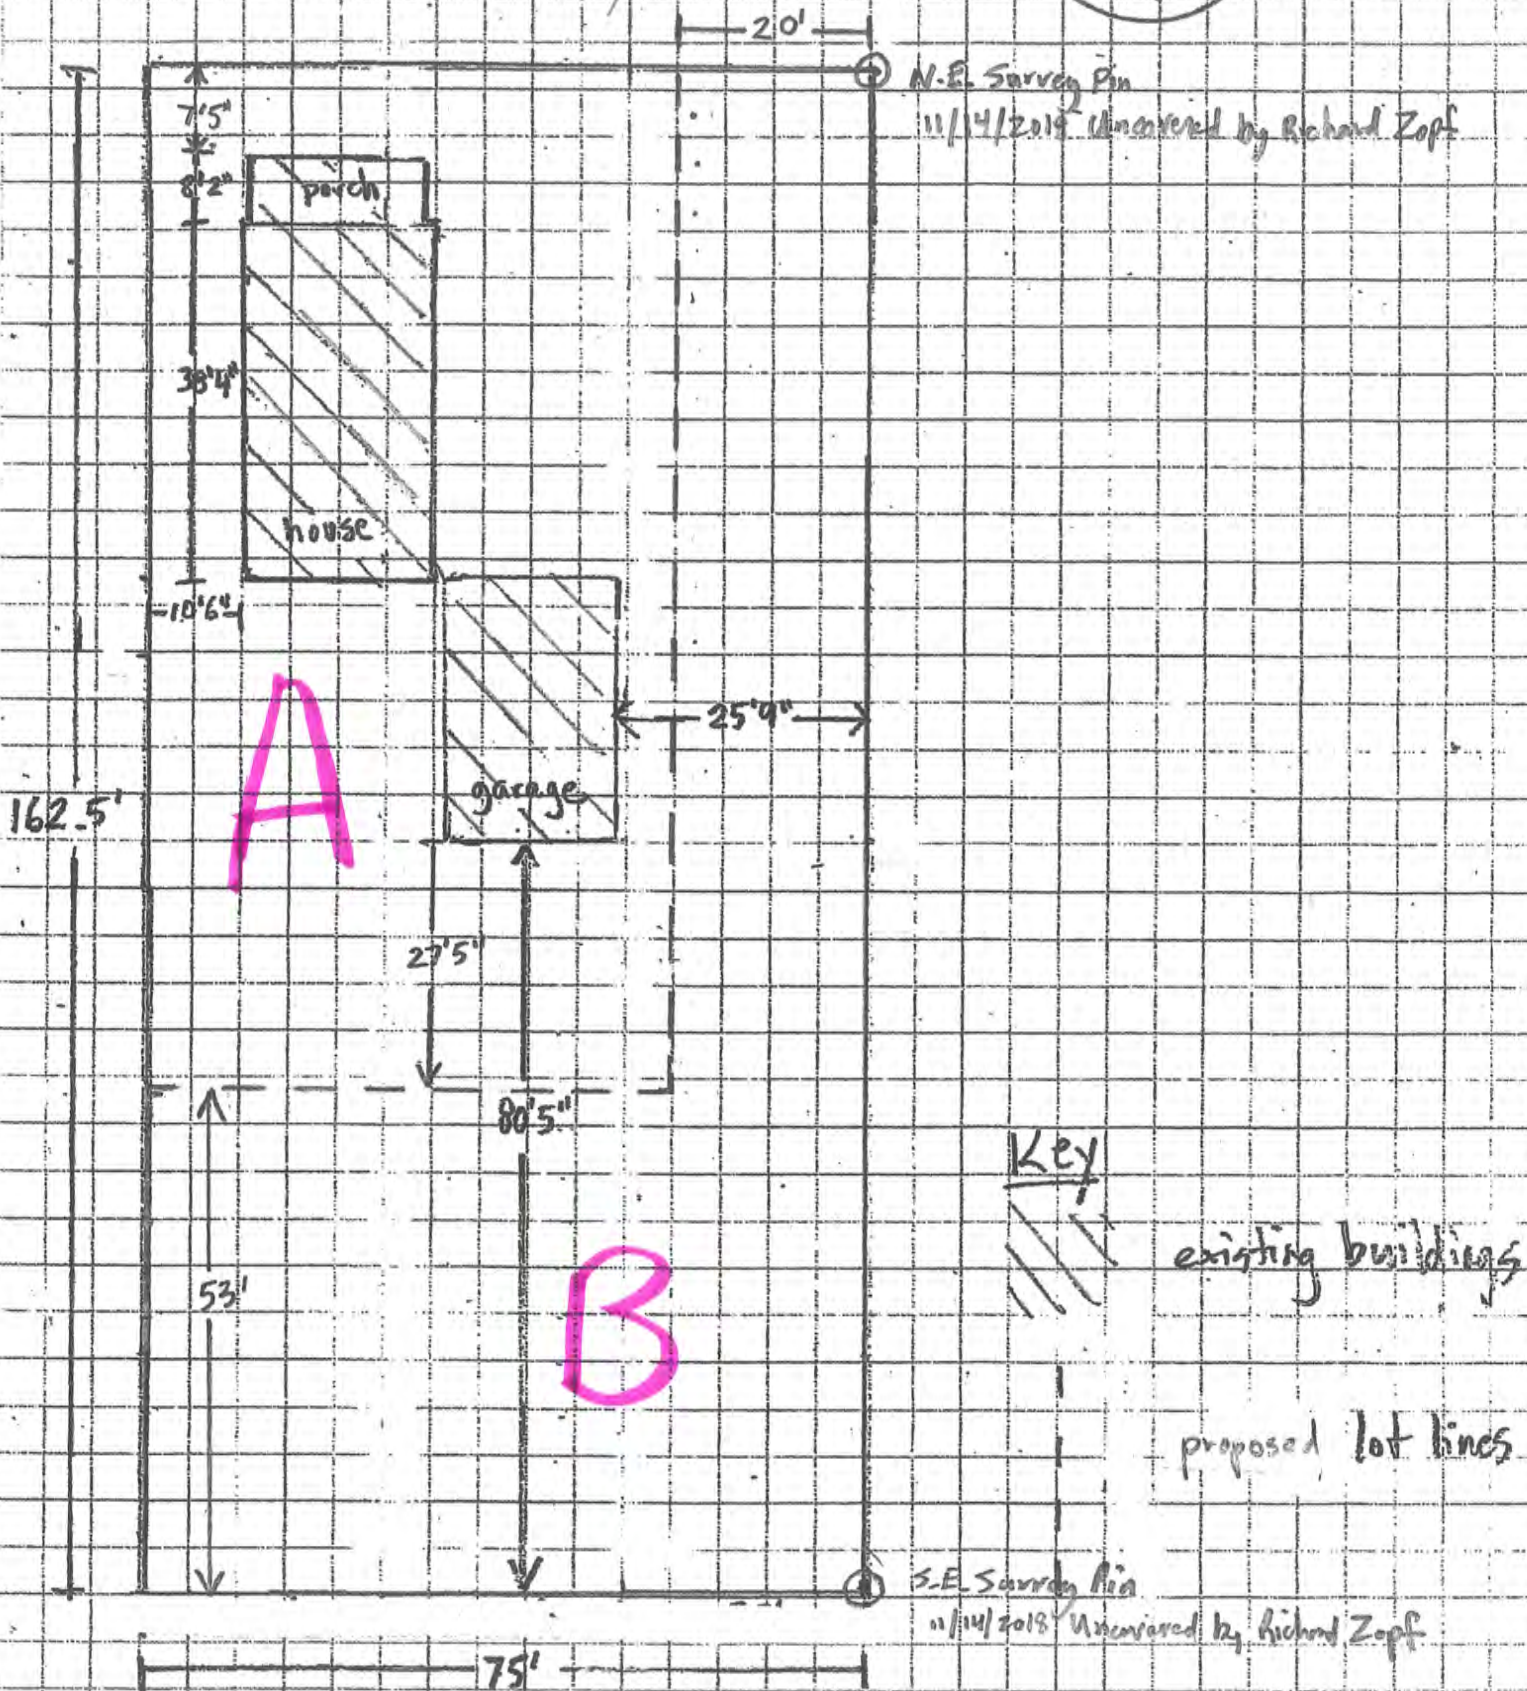 20'
N.E. Survey Pin
11/14/2018 Uncovered by Richard Zopf
7'5"
8'2"
porch
38'4"
house
10'6"
A
25'9"
garage
162.5'
27'5"
80'5"
Key
existing buildings
53'
B
proposed lot lines
S.E. Survey Pin
11/14/2018 Uncovered by Richard Zopf
75'